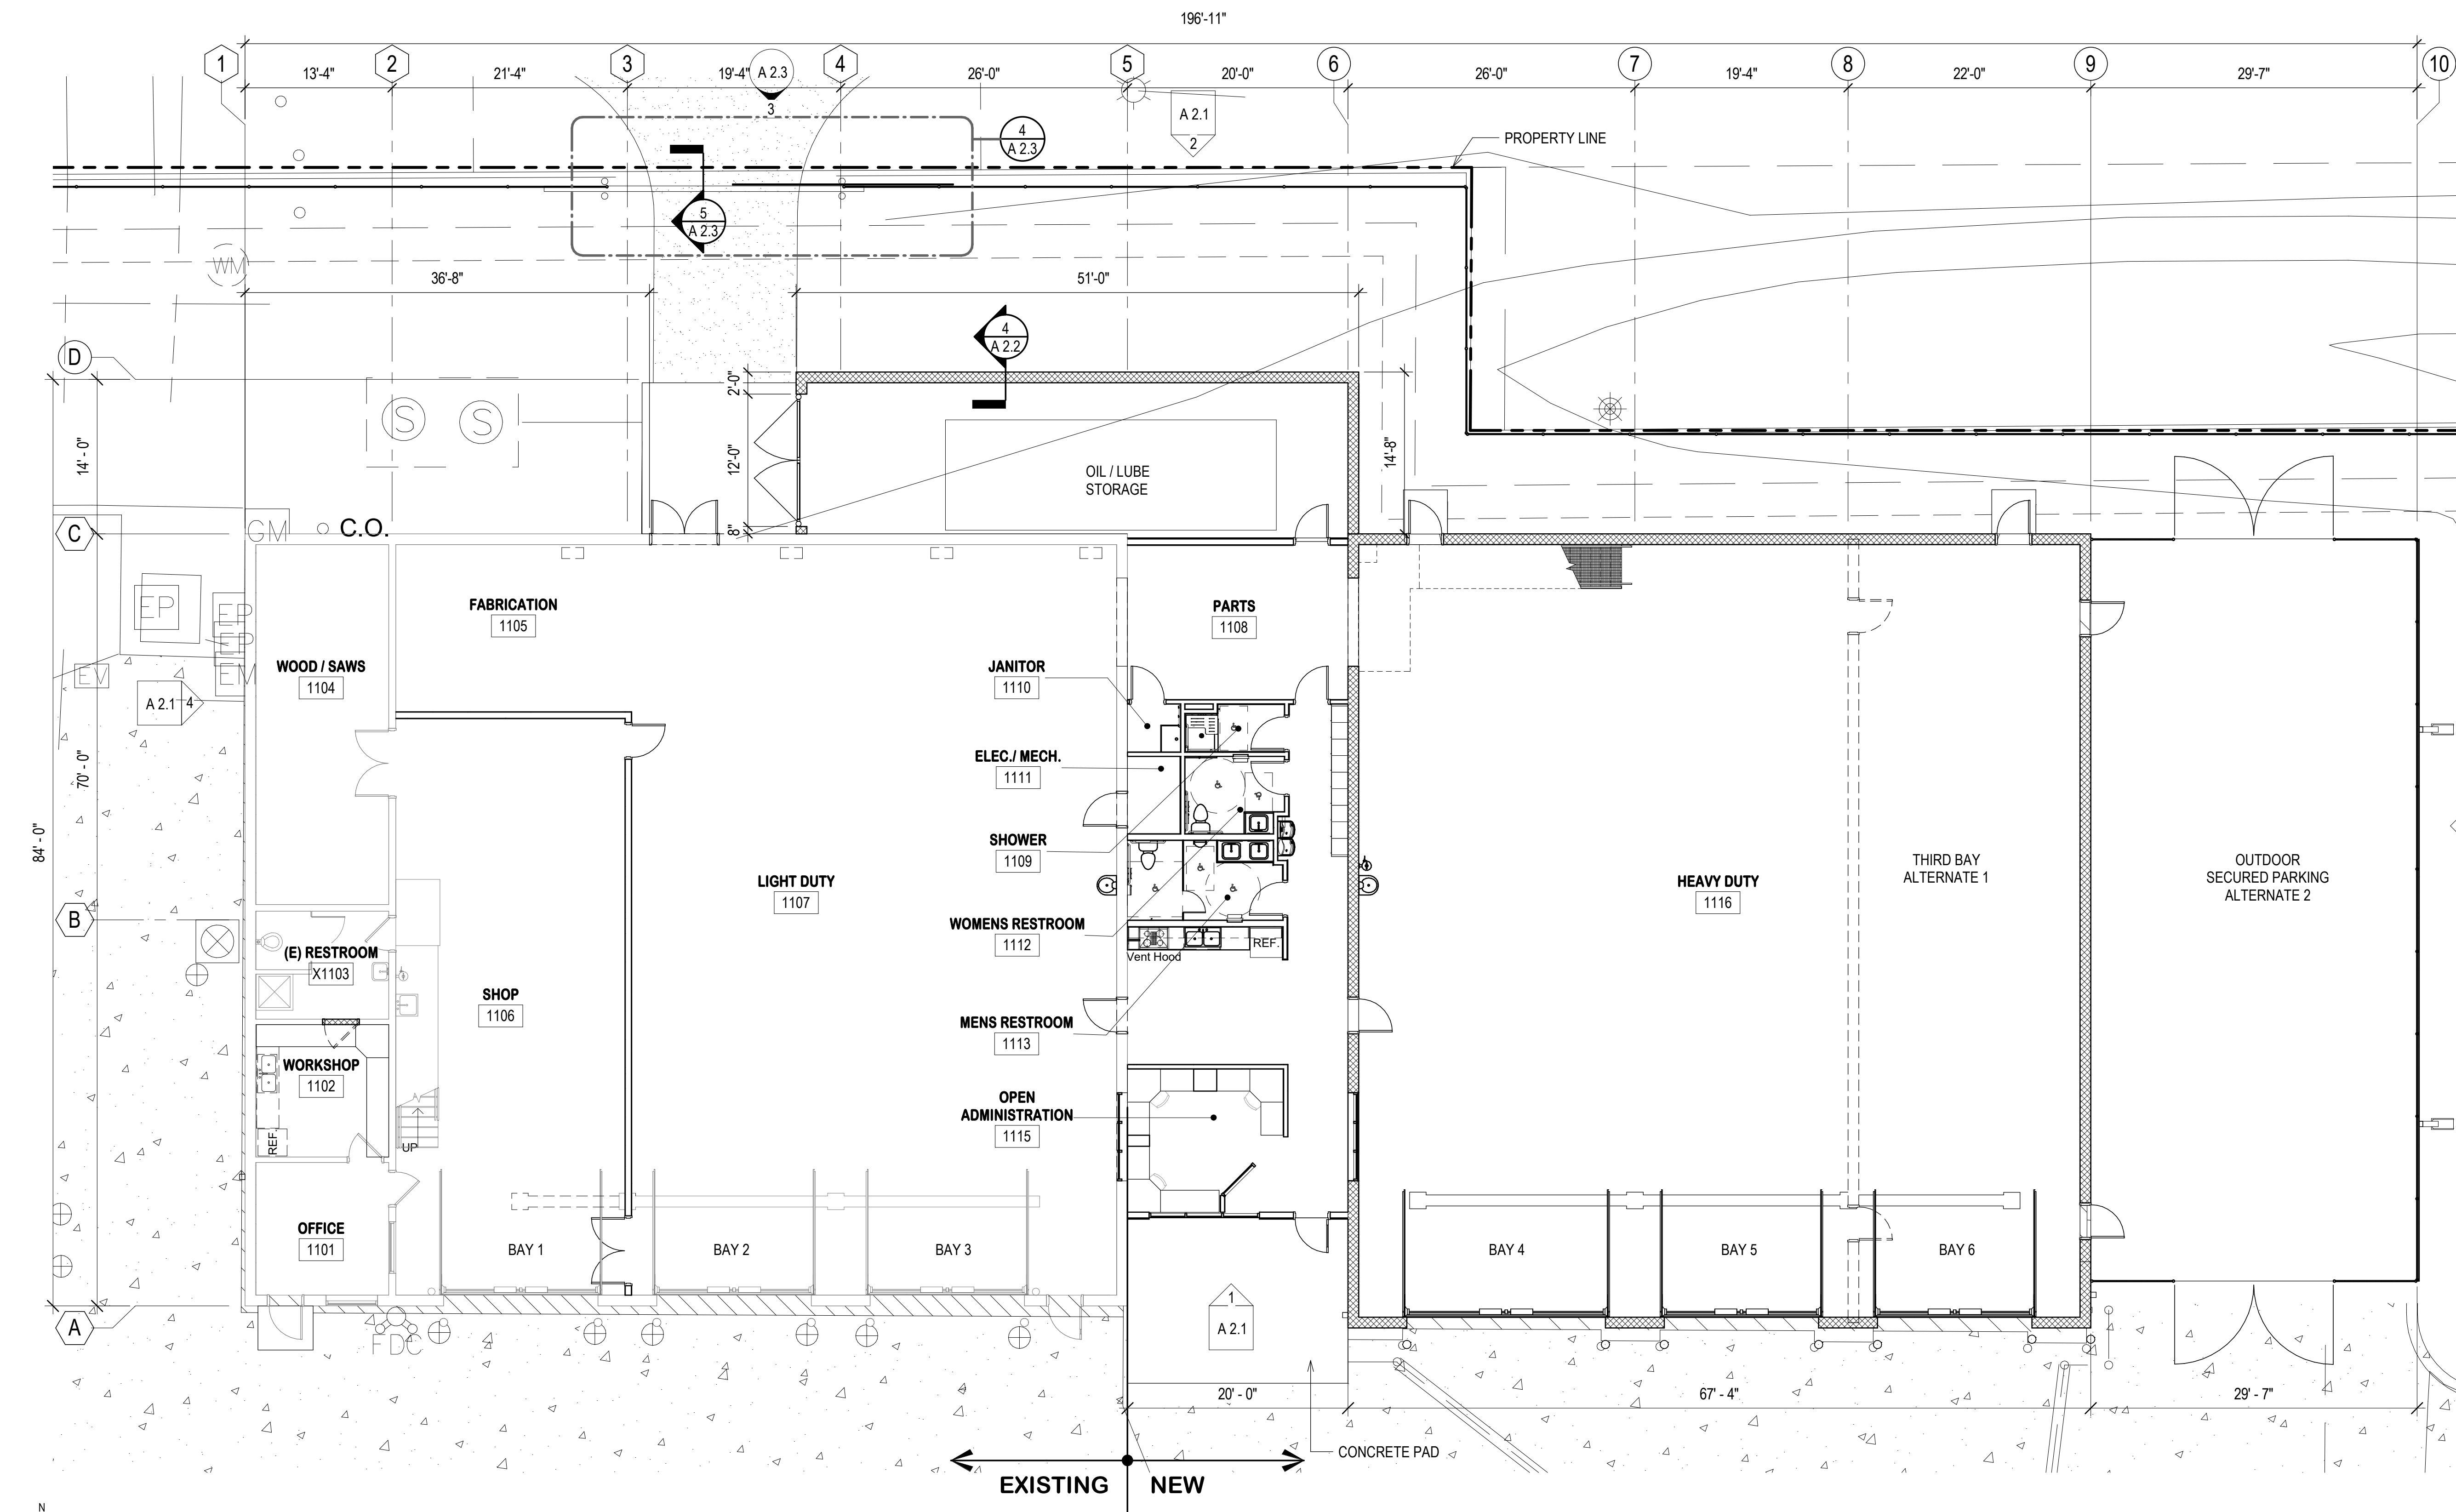 196'-11"
1
2
3
4
5
6
7
8
9
10
13'-4"
21'-4"
19'-4"
26'-0"
20'-0"
26'-0"
19'-4"
22'-0"
29'-7"
A 2.3
3
A 2.1
2
4
A 2.3
PROPERTY LINE
5
A 2.3
WM
36'-8"
51'-0"
4
A 2.2
D
S
S
2'-0"
14' - 0"
12'-0"
14'-8"
8"
OIL / LUBE
STORAGE
C
GM
C.O.
EP
EP
EP
EM
EV
A 2.1
4
FABRICATION
1105
PARTS
1108
WOOD / SAWS
1104
JANITOR
1110
70' - 0"
84' - 0"
ELEC./ MECH.
1111
SHOWER
1109
LIGHT DUTY
1107
HEAVY DUTY
1116
THIRD BAY
ALTERNATE 1
OUTDOOR
SECURED PARKING
ALTERNATE 2
B
WOMENS RESTROOM
1112
(E) RESTROOM
X1103
REF.
Vent Hood
SHOP
1106
MENS RESTROOM
1113
WORKSHOP
1102
REF.
UP
OPEN
ADMINISTRATION
1115
OFFICE
1101
BAY 1
BAY 2
BAY 3
BAY 4
BAY 5
BAY 6
1
A 2.1
A
FDC
20' - 0"
67' - 4"
29' - 7"
CONCRETE PAD
EXISTING
NEW
N